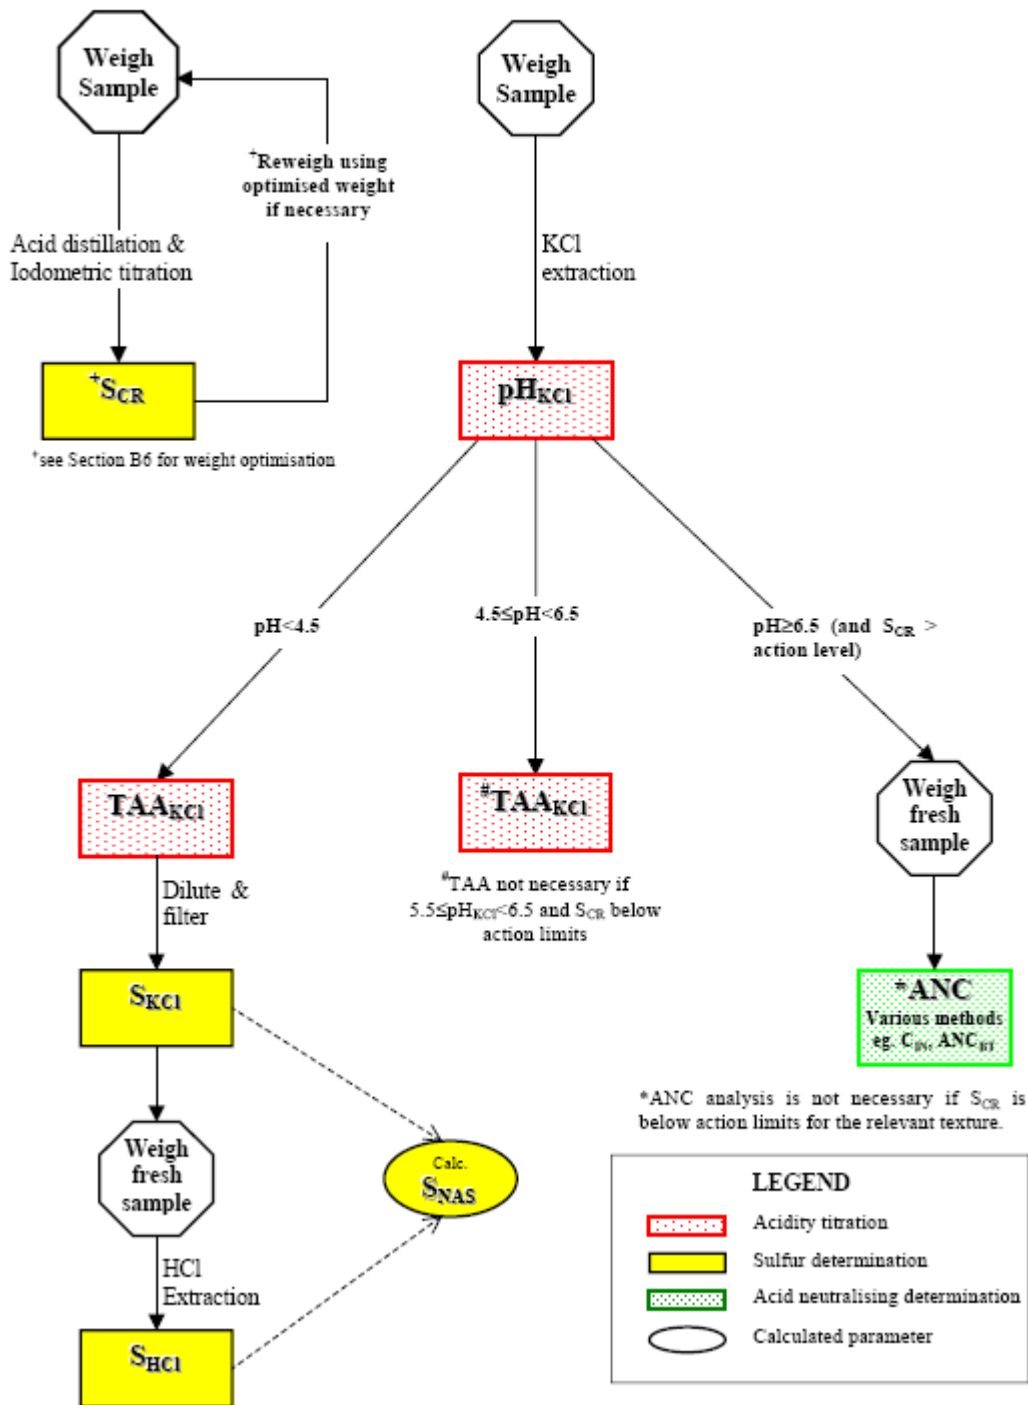 Weigh
Sample
Weigh
Sample
+Reweigh using
optimised weight
if necessary
Acid distillation &
Iodometric titration
KCl
extraction
+SCR
pHKCl
+see Section B6 for weight optimisation
pH<4.5
4.5≤pH<6.5
pH≥6.5 (and SCR >
action level)
TAAKCl
#TAAKCl
Weigh
fresh
sample
Dilute &
filter
#TAA not necessary if
5.5≤pHKCl<6.5 and SCR below
action limits
SKCl
*ANC
Various methods
eg. CIN, ANCBT
*ANC analysis is not necessary if SCR is
below action limits for the relevant texture.
Weigh
fresh
sample
Calc.
SNAS
HCl
Extraction
SHCl
LEGEND
Acidity titration
Sulfur determination
Acid neutralising determination
Calculated parameter